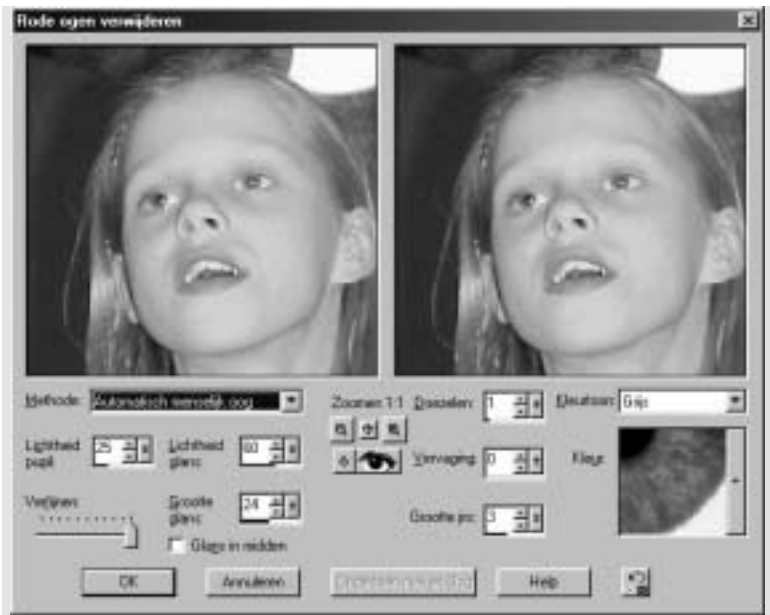 Rode ogen verwijderen
Methode: Automatisch menselijk oog
Zoomen 1:1
Doezelen: 1
Kleurtoon: Grijs
Lichtheid pupil 25
Lichtheid glans: 60
Vervaging: 0
Kleur:
Verfijnen:
Grootte glans: 24
Grootte iris: 3
Glans in midden
OK
Annuleren
Help